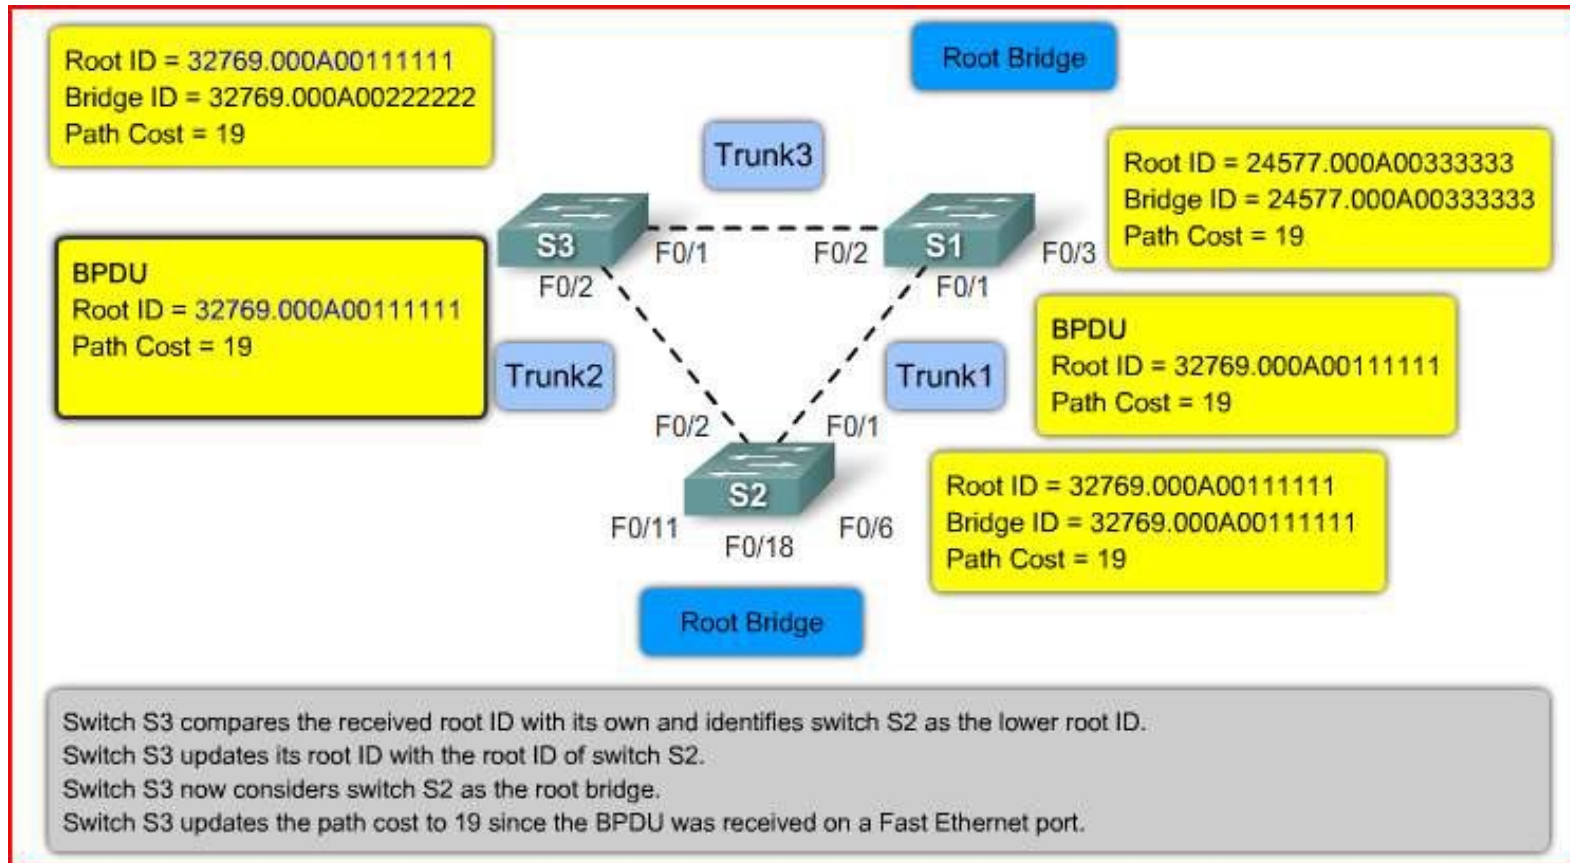 Root ID = 32769.000A00111111
Bridge ID = 32769.000A00222222
Path Cost = 19
Root Bridge
Trunk3
Root ID = 24577.000A00333333
Bridge ID = 24577.000A00333333
Path Cost = 19
S3
F0/1
F0/2
S1
F0/3
F0/2
F0/1
BPDU
Root ID = 32769.000A00111111
Path Cost = 19
Trunk2
Trunk1
BPDU
Root ID = 32769.000A00111111
Path Cost = 19
F0/2
F0/1
S2
F0/11
F0/18
F0/6
Root ID = 32769.000A00111111
Bridge ID = 32769.000A00111111
Path Cost = 19
Root Bridge
Switch S3 compares the received root ID with its own and identifies switch S2 as the lower root ID.
Switch S3 updates its root ID with the root ID of switch S2.
Switch S3 now considers switch S2 as the root bridge.
Switch S3 updates the path cost to 19 since the BPDU was received on a Fast Ethernet port.